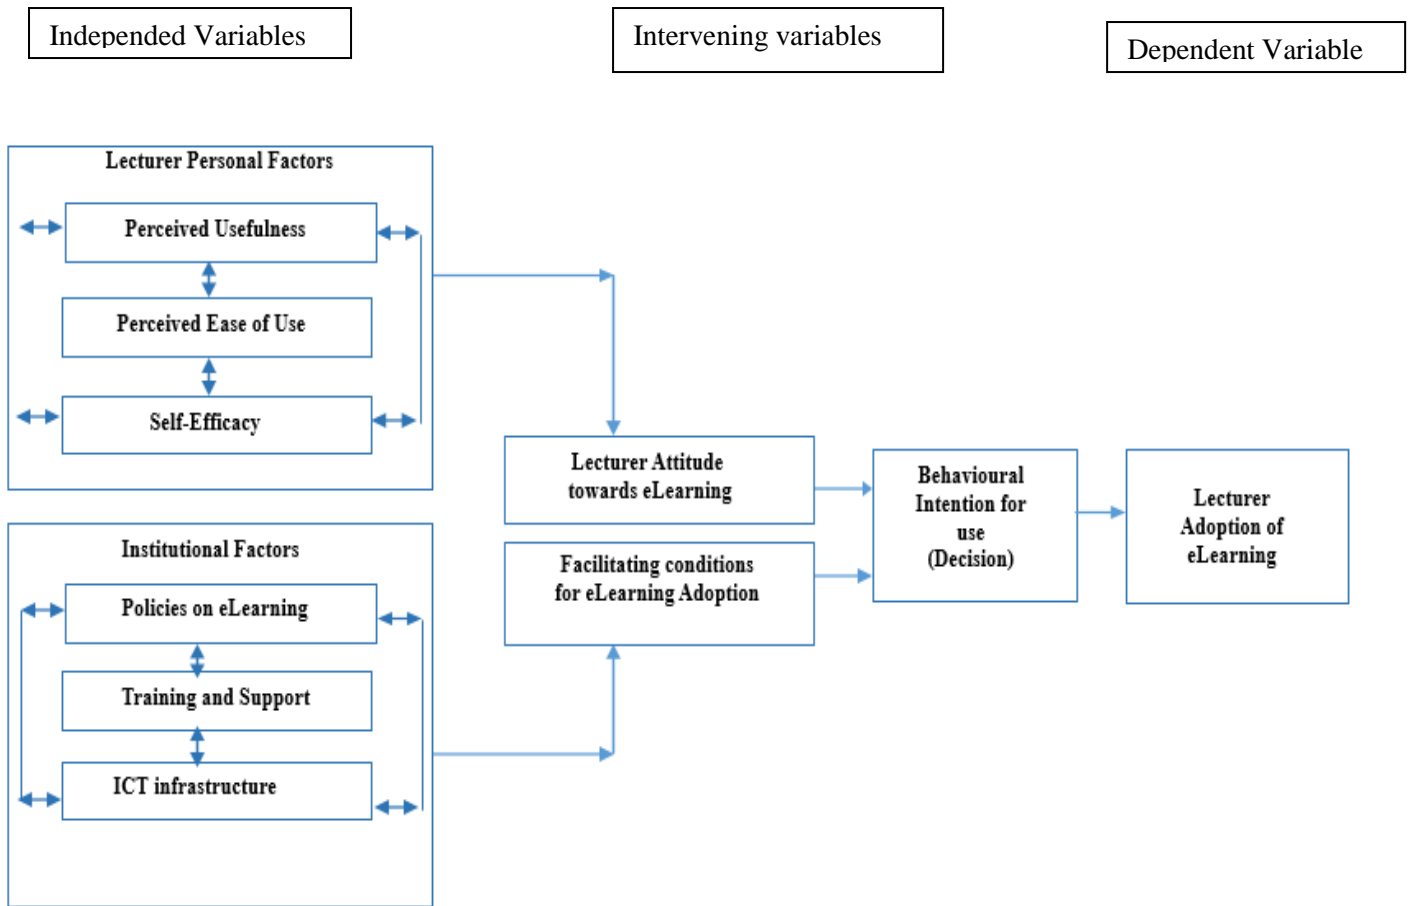 Independed Variables
Intervening variables
Dependent Variable
Lecturer Personal Factors
Perceived Usefulness
Perceived Ease of Use
Self-Efficacy
Institutional Factors
Policies on eLearning
Training and Support
ICT infrastructure
Lecturer Attitude
towards eLearning
Facilitating conditions
for eLearning Adoption
Behavioural
Intention for
use
(Decision)
Lecturer
Adoption of
eLearning